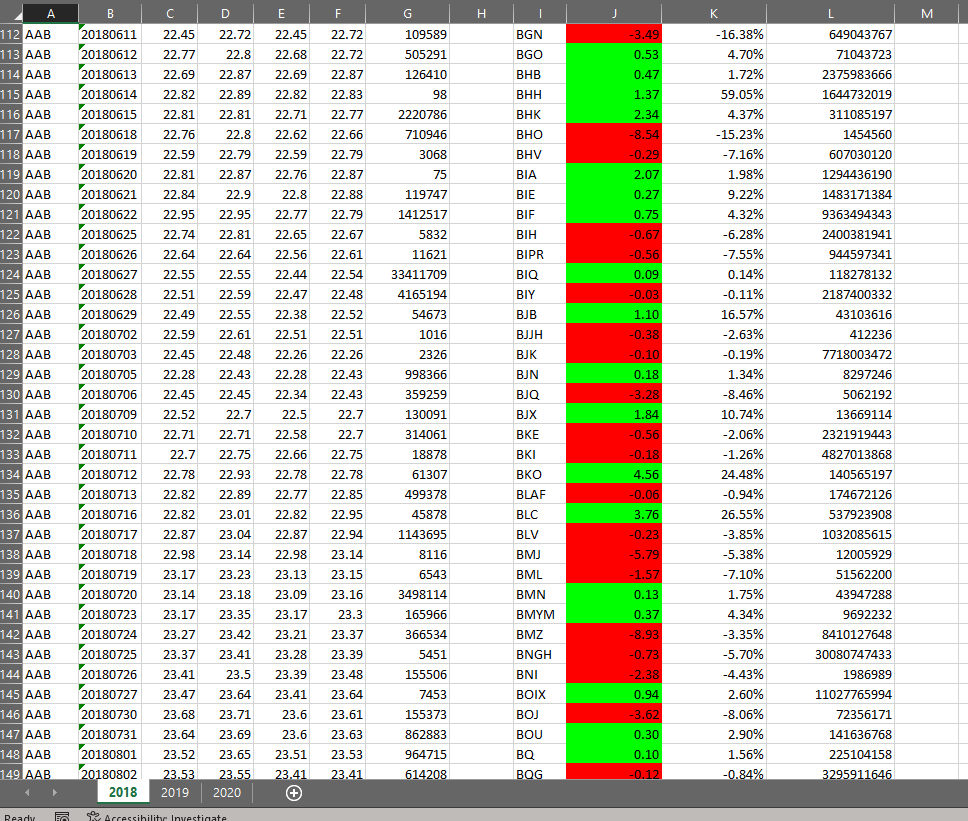 A B C D E F G H I J K L M
112 AAB 20180611 22.45 22.72 22.45 22.72 109589 BGN -3.49 -16.38% 649043767
113 AAB 20180612 22.77 22.8 22.68 22.72 505291 BGO 0.53 4.70% 71043723
114 AAB 20180613 22.69 22.87 22.69 22.87 126410 BHB 0.47 1.72% 2375983666
115 AAB 20180614 22.82 22.89 22.82 22.83 98 BHH 1.37 59.05% 1644732019
116 AAB 20180615 22.81 22.81 22.71 22.77 2220786 BHK 2.34 4.37% 311085197
117 AAB 20180618 22.76 22.8 22.62 22.66 710946 BHO -8.54 -15.23% 1454560
118 AAB 20180619 22.59 22.79 22.59 22.79 3068 BHV -0.29 -7.16% 607030120
119 AAB 20180620 22.81 22.87 22.76 22.87 75 BIA 2.07 1.98% 1294436190
120 AAB 20180621 22.84 22.9 22.8 22.88 119747 BIE 0.27 9.22% 1483171384
121 AAB 20180622 22.95 22.95 22.77 22.79 1412517 BIF 0.75 4.32% 9363494343
122 AAB 20180625 22.74 22.81 22.65 22.67 5832 BIH -0.67 -6.28% 2400381941
123 AAB 20180626 22.64 22.64 22.56 22.61 11621 BIPR -0.56 -7.55% 944597341
124 AAB 20180627 22.55 22.55 22.44 22.54 33411709 BIQ 0.09 0.14% 118278132
125 AAB 20180628 22.51 22.59 22.47 22.48 4165194 BIY -0.03 -0.11% 2187400332
126 AAB 20180629 22.49 22.55 22.38 22.52 54673 BJB 1.10 16.57% 43103616
127 AAB 20180702 22.59 22.61 22.51 22.51 1016 BJJH -0.38 -2.63% 412236
128 AAB 20180703 22.45 22.48 22.26 22.26 2326 BJK -0.10 -0.19% 7718003472
129 AAB 20180705 22.28 22.43 22.28 22.43 998366 BJN 0.18 1.34% 8297246
130 AAB 20180706 22.45 22.45 22.34 22.43 359259 BJQ -3.28 -8.46% 5062192
131 AAB 20180709 22.52 22.7 22.5 22.7 130091 BJX 1.84 10.74% 13669114
132 AAB 20180710 22.71 22.71 22.58 22.7 314061 BKE -0.56 -2.06% 2321919443
133 AAB 20180711 22.7 22.75 22.66 22.75 18878 BKI -0.18 -1.26% 4827013868
134 AAB 20180712 22.78 22.93 22.78 22.78 61307 BKO 4.56 24.48% 140565197
135 AAB 20180713 22.82 22.89 22.77 22.85 499378 BLAF -0.06 -0.94% 174672126
136 AAB 20180716 22.82 23.01 22.82 22.95 45878 BLC 3.76 26.55% 537923908
137 AAB 20180717 22.87 23.04 22.87 22.94 1143695 BLV -0.23 -3.85% 1032085615
138 AAB 20180718 22.98 23.14 22.98 23.14 8116 BMJ -5.79 -5.38% 12005929
139 AAB 20180719 23.17 23.23 23.13 23.15 6543 BML -1.57 -7.10% 51562200
140 AAB 20180720 23.14 23.18 23.09 23.16 3498114 BMN 0.13 1.75% 43947288
141 AAB 20180723 23.17 23.35 23.17 23.3 165966 BMYM 0.37 4.34% 9692232
142 AAB 20180724 23.27 23.42 23.21 23.37 366534 BMZ -8.93 -3.35% 8410127648
143 AAB 20180725 23.37 23.41 23.28 23.39 5451 BNGH -0.73 -5.70% 30080747433
144 AAB 20180726 23.41 23.5 23.39 23.48 155506 BNI -2.38 -4.43% 1986989
145 AAB 20180727 23.47 23.64 23.41 23.64 7453 BOIX 0.94 2.60% 11027765994
146 AAB 20180730 23.68 23.71 23.6 23.61 155373 BOJ -3.62 -8.06% 72356171
147 AAB 20180731 23.64 23.69 23.6 23.63 862883 BOU 0.30 2.90% 141636768
148 AAB 20180801 23.52 23.65 23.51 23.53 964715 BQ 0.10 1.56% 225104158
149 AAB 20180802 23.53 23.55 23.41 23.41 614208 BQG -0.12 -0.84% 3295911646
2018 2019 2020
Ready Accessibility: Investigate